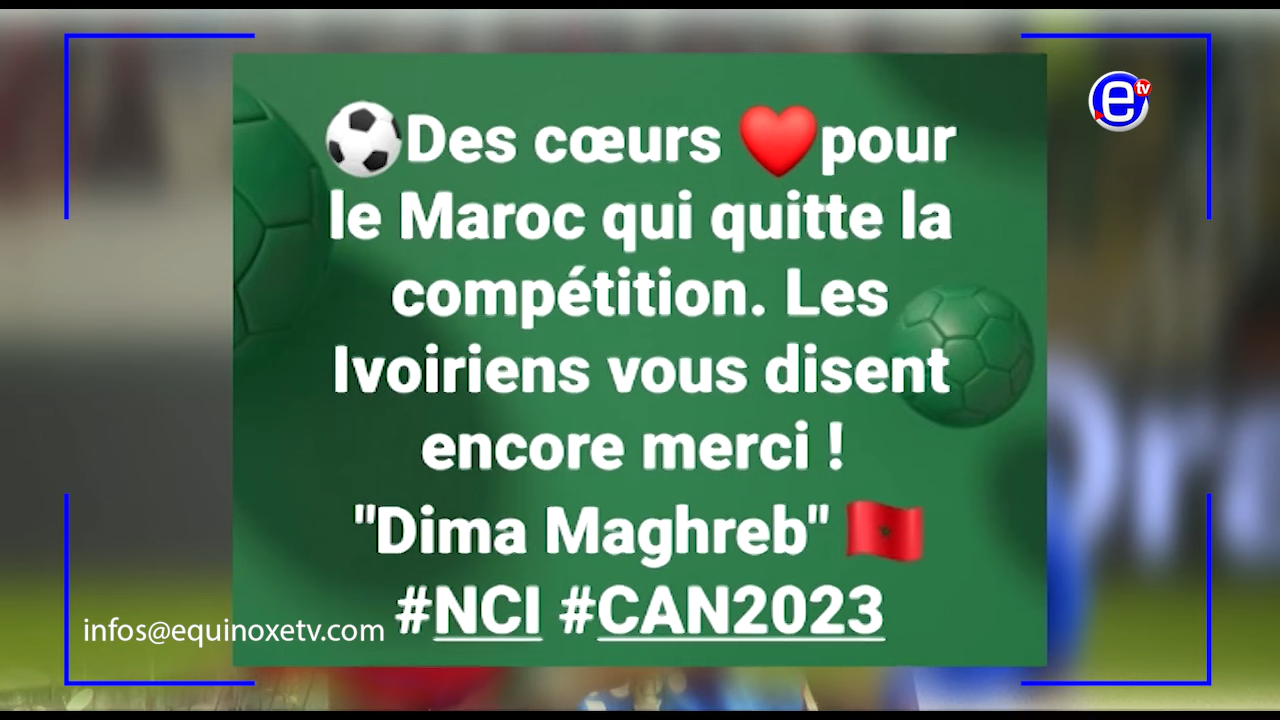 e tv
⚽Des cœurs ❤️pour
le Maroc qui quitte la
compétition. Les
Ivoiriens vous disent
encore merci !
"Dima Maghreb" 🇲🇦
#NCI #CAN2023
infos@equinoxetv.com